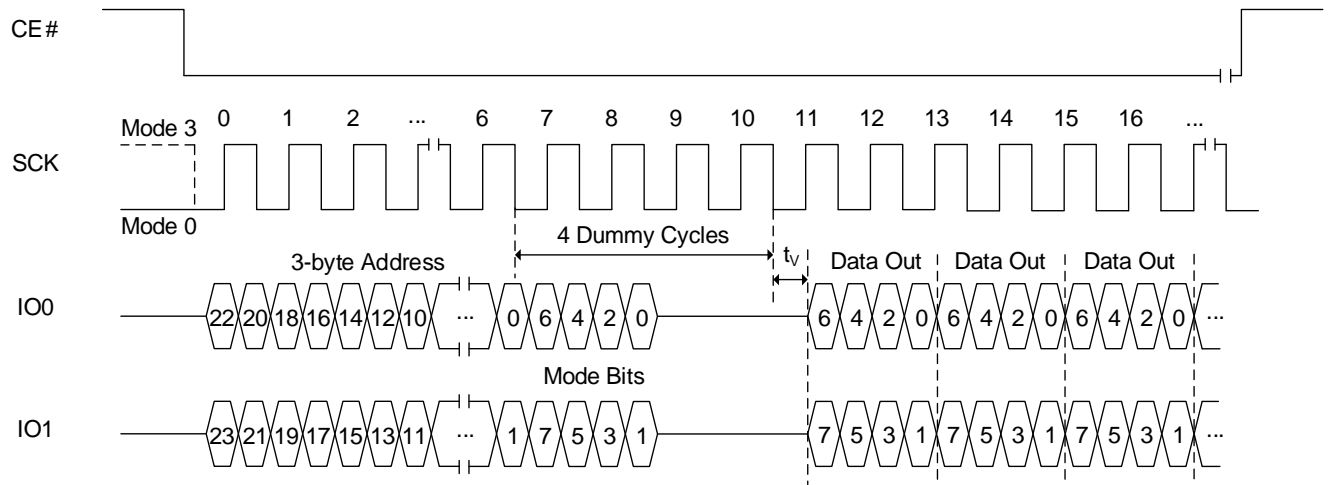 CE#
0 1 2 ... 6 7 8 9 10 11 12 13 14 15 16 ...
Mode 3
SCK
Mode 0
4 Dummy Cycles
3-byte Address
tV
Data Out Data Out Data Out
IO0
22 20 18 16 14 12 10 ... 0 6 4 2 0 6 4 2 0 6 4 2 0 6 4 2 0 ...
Mode Bits
IO1
23 21 19 17 15 13 11 ... 1 7 5 3 1 7 5 3 1 7 5 3 1 7 5 3 1 ...